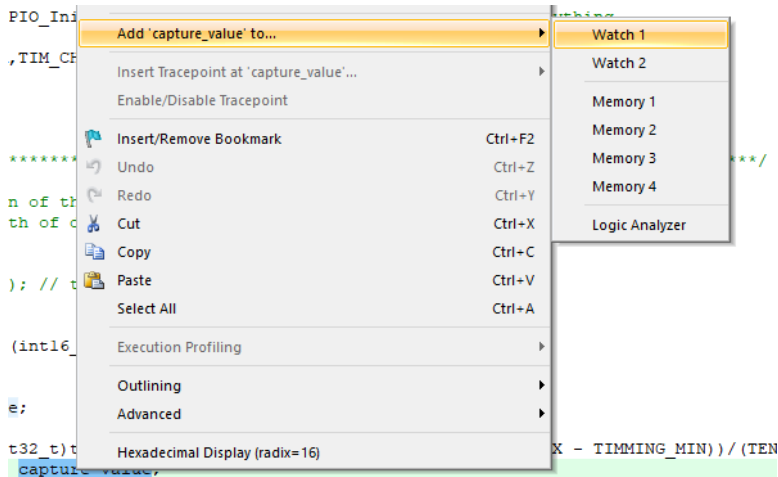 PIO_Ini
Add 'capture_value' to...
Watch 1
,TIM_CH
Watch 2
Insert Tracepoint at 'capture_value'...
Enable/Disable Tracepoint
Memory 1
Memory 2
Insert/Remove Bookmark Ctrl+F2
******* Memory 3 ***/
Undo Ctrl+Z
Memory 4
Redo Ctrl+Y
n of th
Cut Ctrl+X
th of
Logic Analyzer
Copy Ctrl+C
); // t
Paste Ctrl+V
Select All Ctrl+A
(int16_
Execution Profiling
Outlining
e;
Advanced
t32_t)t
X - TIMMING_MIN))/(TEN
Hexadecimal Display (radix=16)
capture_value;